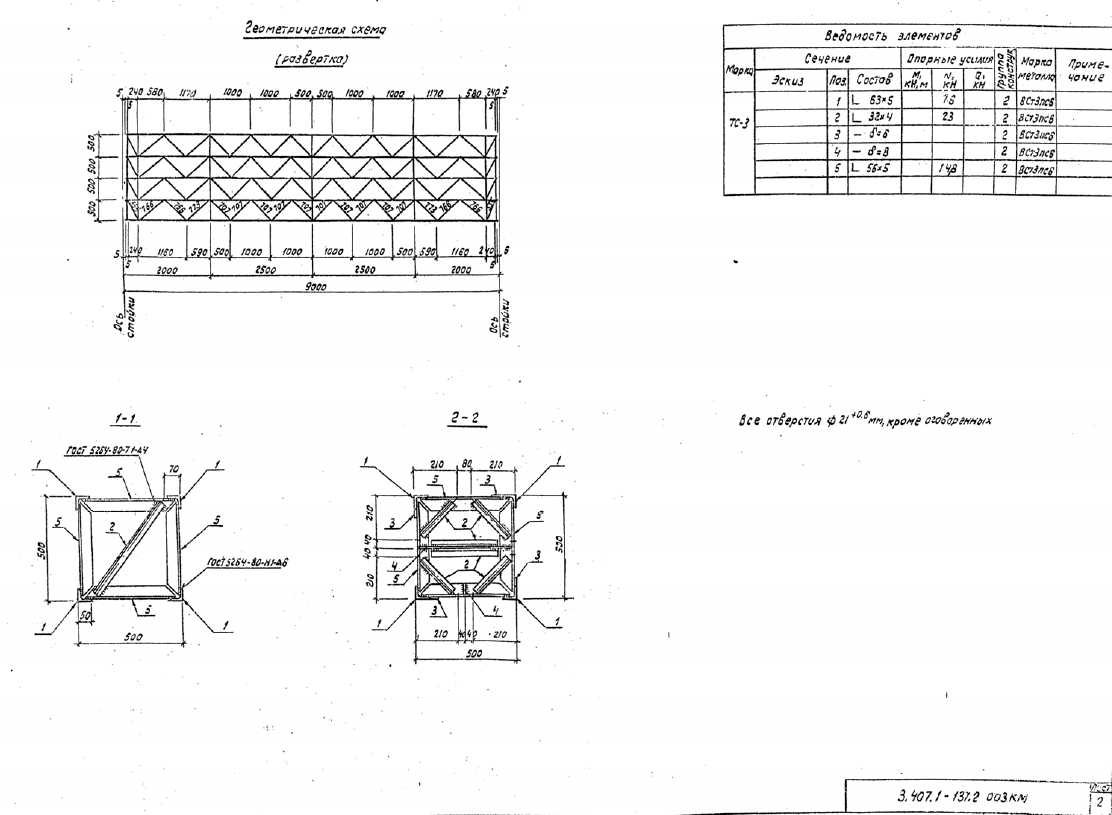 Геометрическая схема
(развертка)
5 240 580 1170 1000 1000 500 500 1000 1000 1170 580 240 5
5 5
500
500
500
500
5 240 1160 590 500 1000 1000 1000 1000 500 590 1160 240 5
5 5
2000 2500 2500 2000
9000
Ось стойки
Ось стойки
Ведомость элементов
Марка Сечение Опорные усилия Группа конструк. Марка металла Примечание
Эскиз Поз. Состав М, кН,м N, кН Q, кН
ТС-3
1 L 63×5 76 2 ВСт3пс6
2 L 32×4 23 2 ВСт3пс6
3 — δ=6 2 ВСт3пс6
4 — δ=8 2 ВСт3пс6
5 L 56×5 148 2 ВСт3пс6
Все отверстия ф 21⁺⁰·⁶ мм, кроме оговоренных
1-1
ГОСТ 5264-80-Т1-Δ4
70
1 5 1
5 2 5
500
ГОСТ 5264-80-Н1-Δ6
1 50 5 1
500
2-2
210 80 210
1 5 3 1
210 3 2 5
40 40 500
4 2 3
210 5
1 3 4 1
210 40 40 210
500
3.407.1-137.2 003КМ
Лист
2